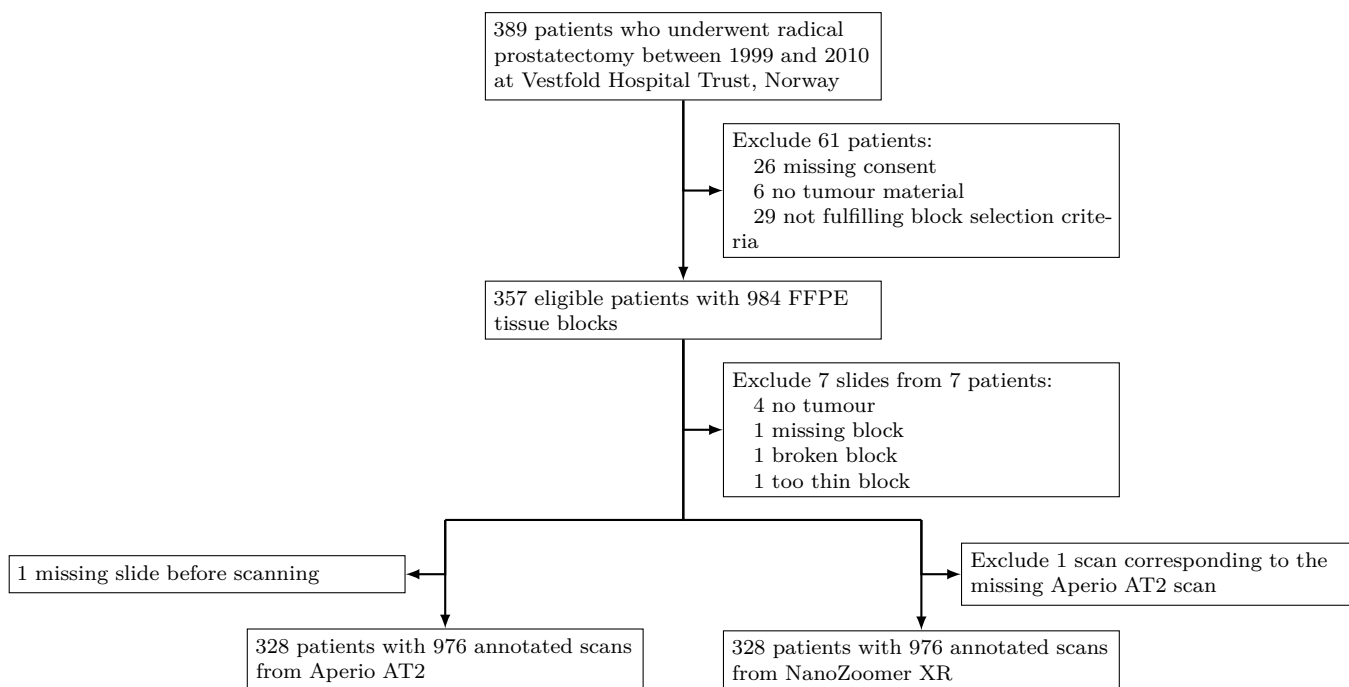 389 patients who underwent radical
prostatectomy between 1999 and 2010
at Vestfold Hospital Trust, Norway
Exclude 61 patients:
26 missing consent
6 no tumour material
29 not fulfilling block selection crite-
ria
357 eligible patients with 984 FFPE
tissue blocks
Exclude 7 slides from 7 patients:
4 no tumour
1 missing block
1 broken block
1 too thin block
1 missing slide before scanning
Exclude 1 scan corresponding to the
missing Aperio AT2 scan
328 patients with 976 annotated scans
from Aperio AT2
328 patients with 976 annotated scans
from NanoZoomer XR